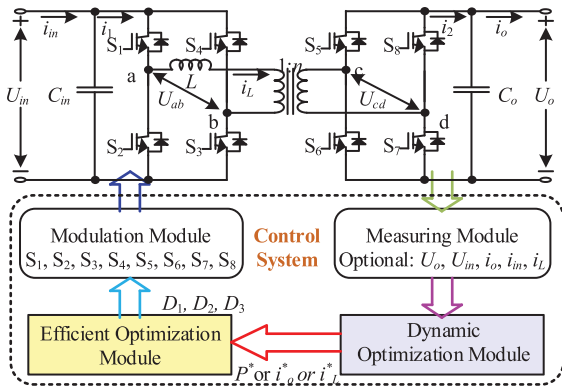 i_in i_1 S_1 S_4 S_5 S_8 i_2 i_o
+ + 
a L i_L 1:n c
U_in C_in U_ab U_cd C_o U_o
b d
S_2 S_3 S_6 S_7
Modulation Module
S_1, S_2, S_3, S_4, S_5, S_6, S_7, S_8
Control
System
Measuring Module
Optional: U_o, U_in, i_o, i_in, i_L
D_1, D_2, D_3
Efficient Optimization
Module
Dynamic
Optimization Module
P* or i*_o or i*_L